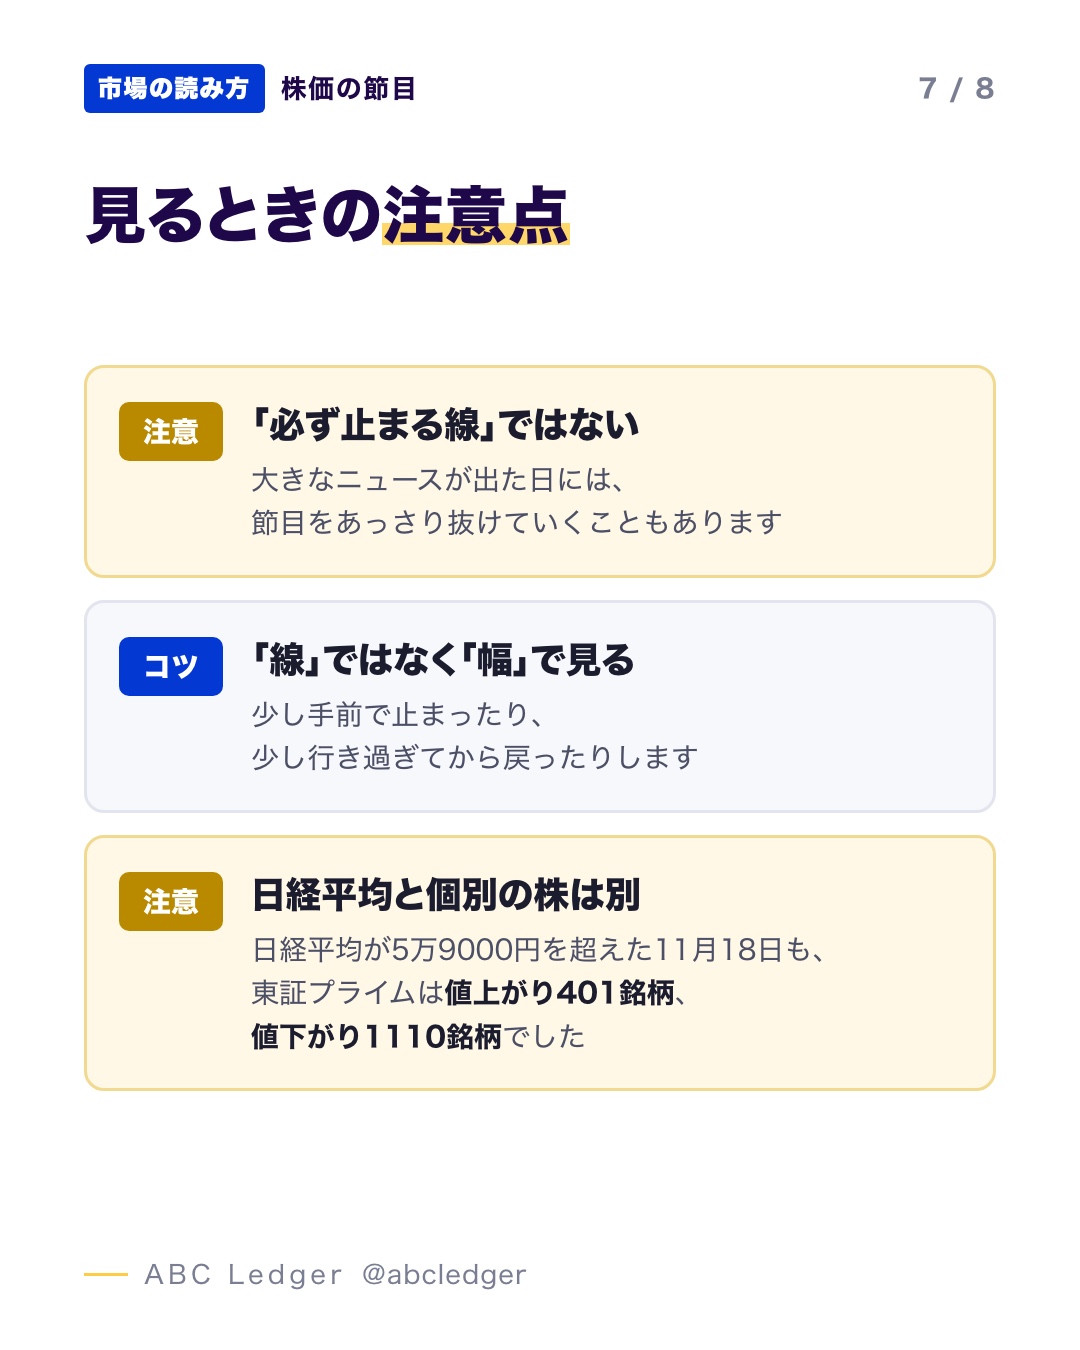 市場の読み方 株価の節目 7 / 8
見るときの注意点
注意 「必ず止まる線」ではない
大きなニュースが出た日には、
節目をあっさり抜けていくこともあります
コツ 「線」ではなく「幅」で見る
少し手前で止まったり、
少し行き過ぎてから戻ったりします
注意 日経平均と個別の株は別
日経平均が5万9000円を超えた11月18日も、
東証プライムは値上がり401銘柄、
値下がり1110銘柄でした
ABC Ledger @abcledger